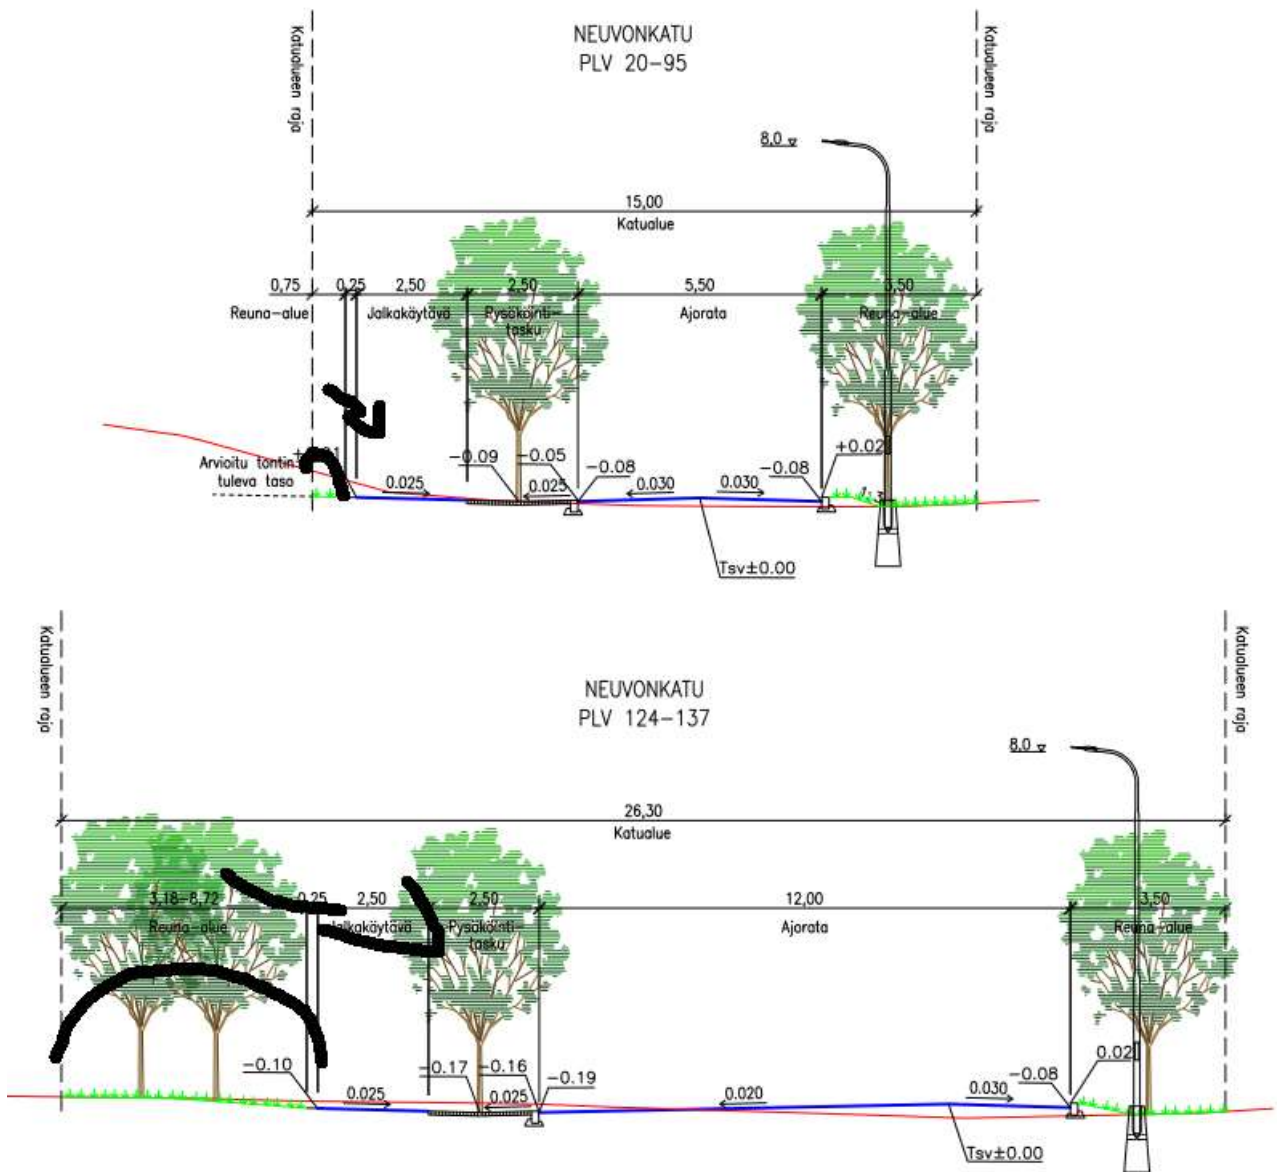 NEUVONKATU
PLV 20-95
Katualueen raja
Katualueen raja
8,0
15,00
Katualue
0,75
0,25
2,50
2,50
5,50
3,50
Reuna-alue
Jalkakäytävä
Pysäköinti-
tasku
Ajorata
Reuna-alue
Arvioitu tontin
tuleva taso
-0.09
-0.05
-0.08
-0.08
+0.02
0.025
0.025
0.030
0.030
Tsv±0.00
NEUVONKATU
PLV 124-137
Katualueen raja
Katualueen raja
8,0
26,30
Katualue
3,18-8,72
0,25
2,50
2,50
12,00
3,50
Reuna-alue
Jalkakäytävä
Pysäköinti-
tasku
Ajorata
Reuna-alue
-0.10
-0.17
-0.16
-0.19
-0.08
0.02
0.025
0.025
0.020
0.030
Tsv±0.00